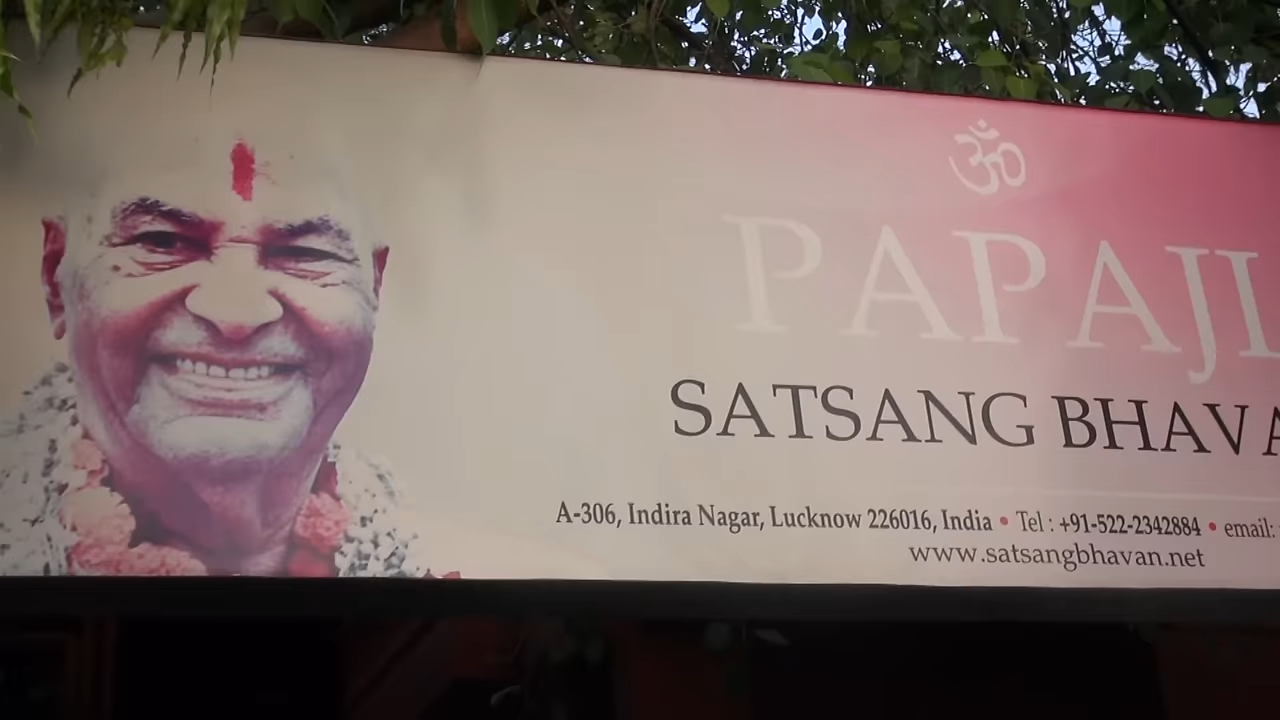 ॐ
PAPAJI
SATSANG BHAVA
A-306, Indira Nagar, Lucknow 226016, India • Tel : +91-522-2342884 • email:
www.satsangbhavan.net